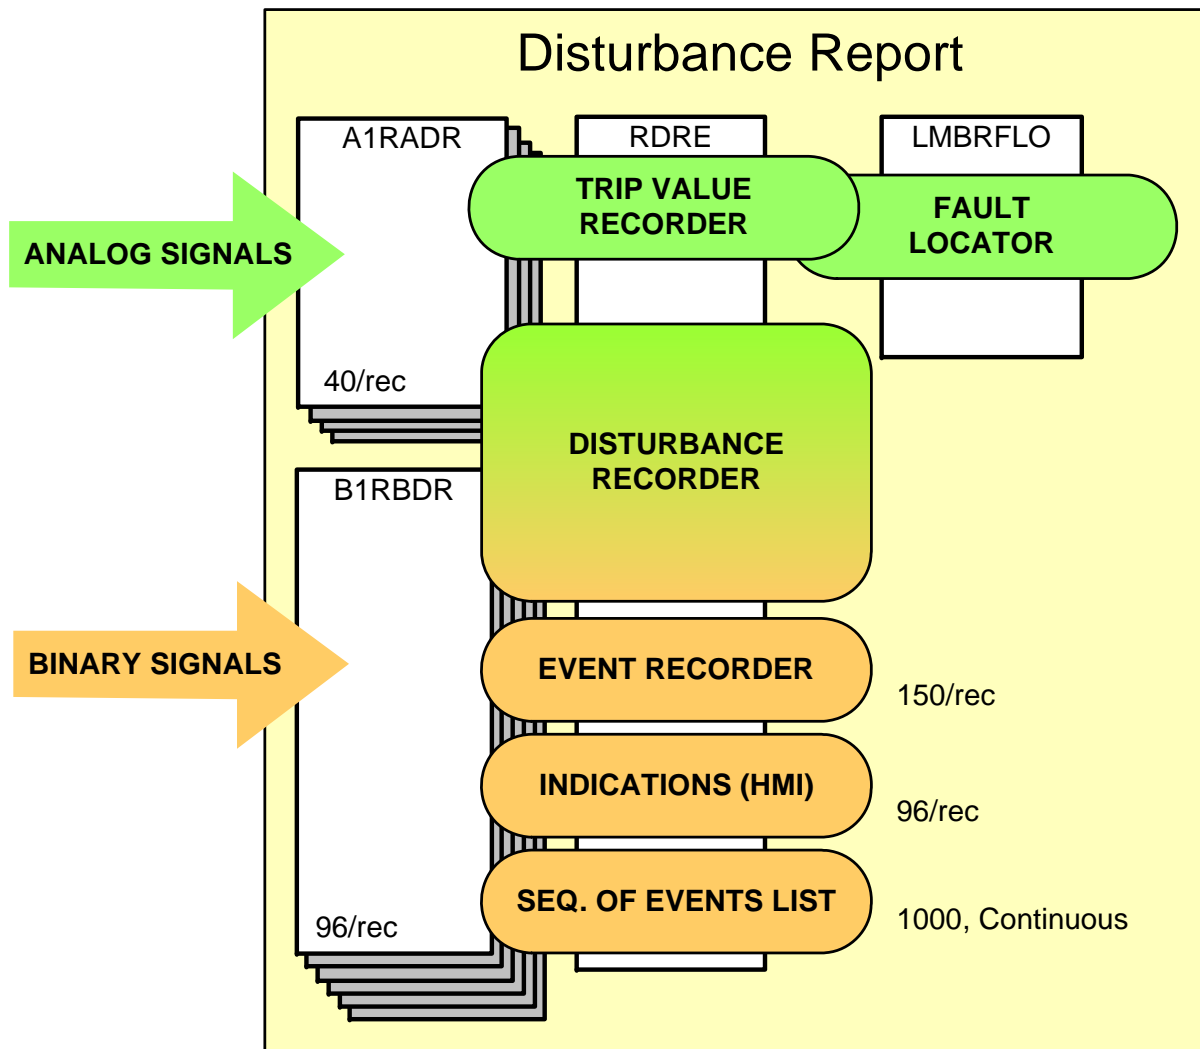 Disturbance Report
A1RADR
RDRE
LMBRFLO
TRIP VALUE
RECORDER
FAULT
LOCATOR
ANALOG SIGNALS
40/rec
DISTURBANCE
RECORDER
B1RBDR
BINARY SIGNALS
EVENT RECORDER
150/rec
INDICATIONS (HMI)
96/rec
SEQ. OF EVENTS LIST
1000, Continuous
96/rec